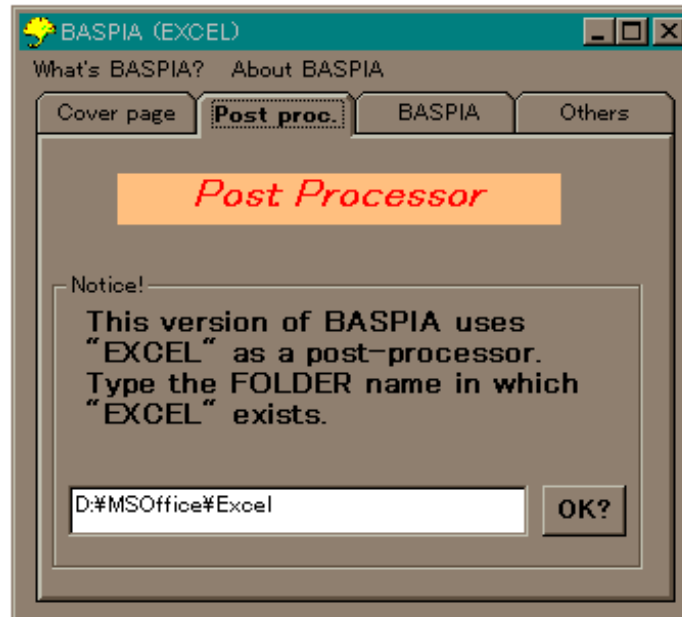 BASPIA (EXCEL)
What's BASPIA? About BASPIA
Cover page Post proc. BASPIA Others
Post Processor
Notice!
This version of BASPIA uses
"EXCEL" as a post-processor.
Type the FOLDER name in which
"EXCEL" exists.
D:¥MSOffice¥Excel
OK?